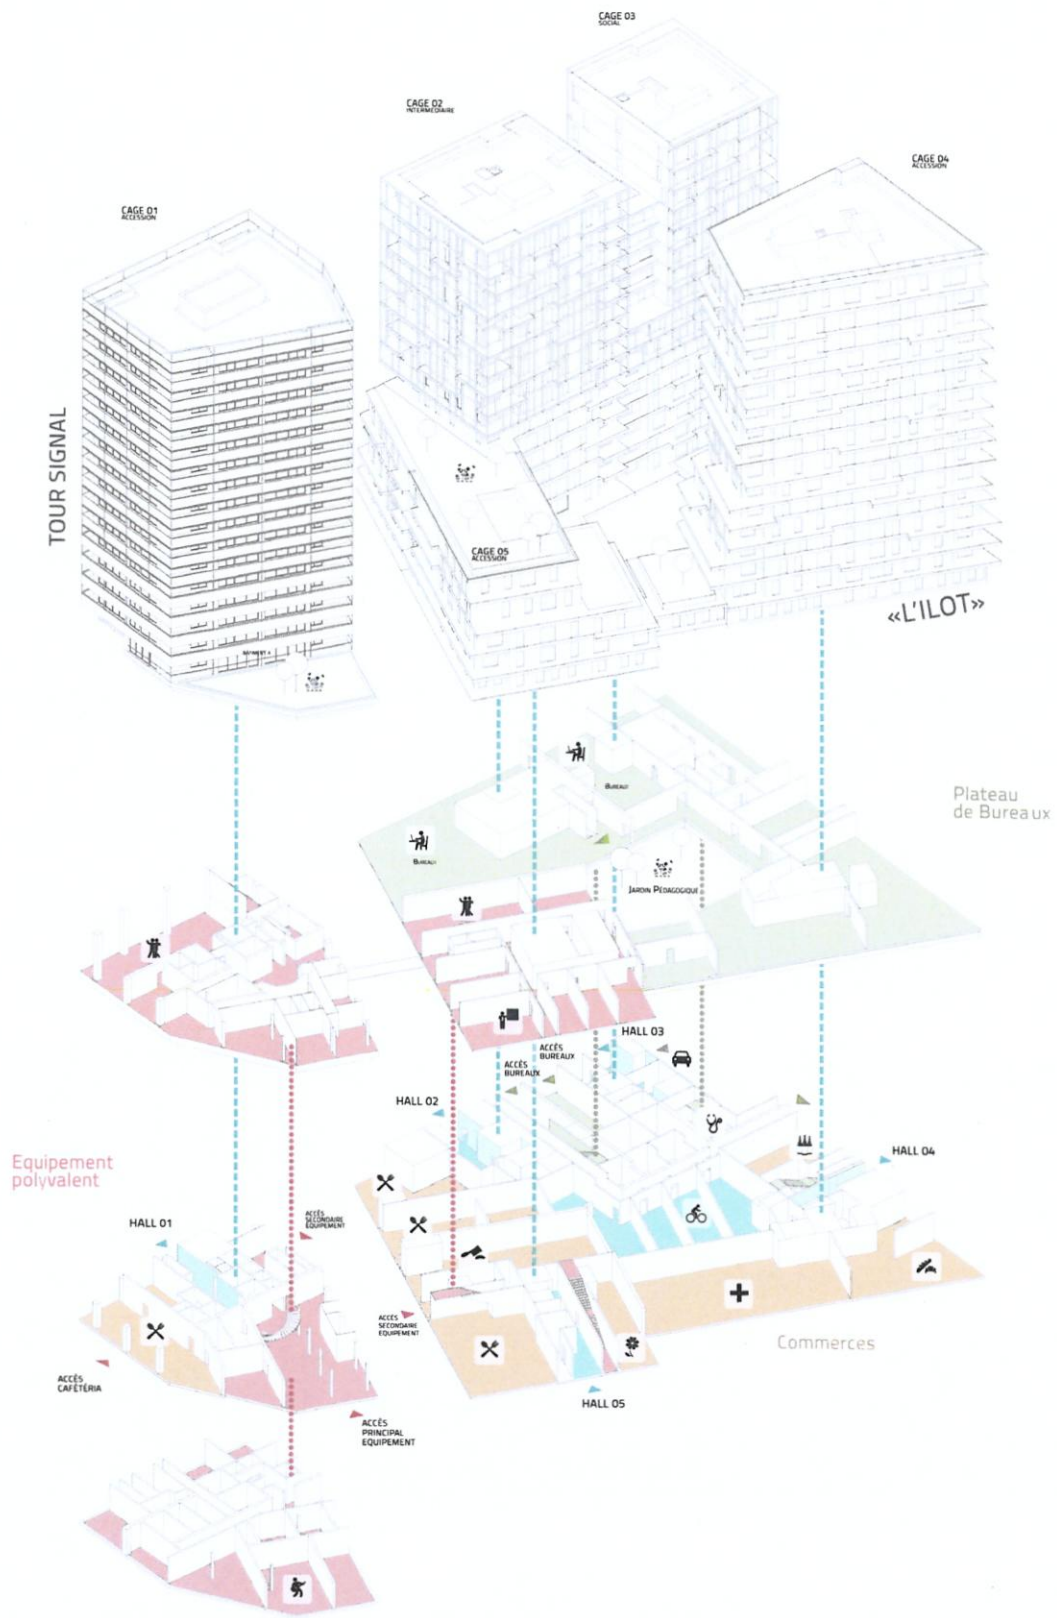 CAGE 03
SOCIAL
CAGE 02
INTERMEDIAIRE
CAGE 04
ACCESSION
CAGE 01
ACCESSION
TOUR SIGNAL
CAGE 05
ACCESSION
«L'ILOT»
BUREAUX
Plateau
de Bureaux
BUREAUX
JARDIN PÉDAGOGIQUE
HALL 03
ACCÈS
BUREAUX
ACCÈS
BUREAUX
HALL 02
HALL 04
Equipement
polyvalent
HALL 01
ACCÈS
SECONDAIRE
EQUIPEMENT
ACCÈS
SECONDAIRE
EQUIPEMENT
Commerces
ACCÈS
CAFÉTÉRIA
HALL 05
ACCÈS
PRINCIPAL
EQUIPEMENT